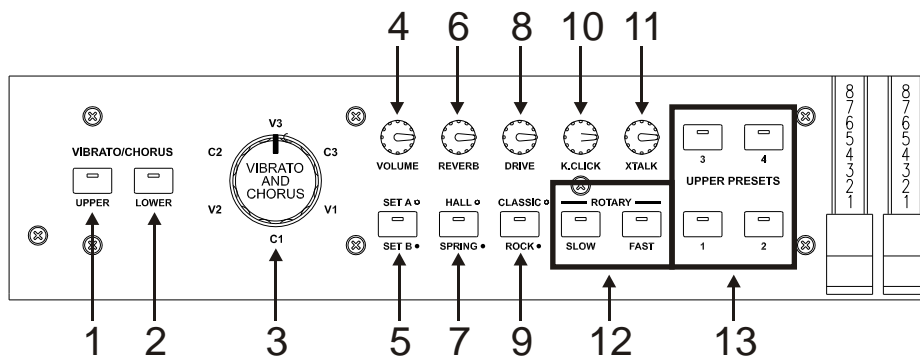 4 6 8 10 11
V3
VIBRATO/CHORUS
C2 C3
VIBRATO
AND
CHORUS
UPPER LOWER
V2 V1
C1
VOLUME REVERB DRIVE K.CLICK XTALK
SET A HALL CLASSIC ROTARY
SET B SPRING ROCK SLOW FAST
3 4
UPPER PRESETS
1 2
8 8
7 7
6 6
5 5
4 4
3 3
2 2
1 1
1 2 3 5 7 9 12 13